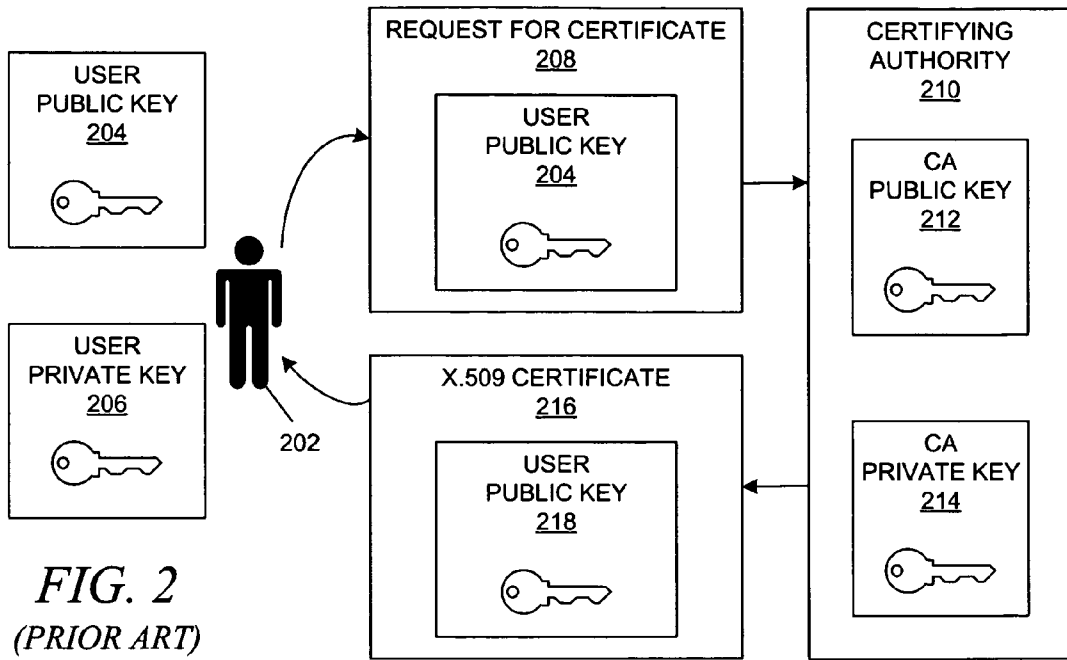 USER
PUBLIC KEY
204
USER
PRIVATE KEY
206
202
REQUEST FOR CERTIFICATE
208
USER
PUBLIC KEY
204
X.509 CERTIFICATE
216
USER
PUBLIC KEY
218
CERTIFYING
AUTHORITY
210
CA
PUBLIC KEY
212
CA
PRIVATE KEY
214
FIG. 2
(PRIOR ART)